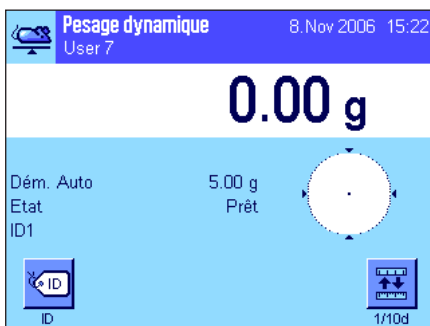 Pesage dynamique 8.Nov 2006 15:22
User 7
0.00 g
Dém. Auto 5.00 g
Etat Prêt
ID1
ID
ID 1/10d